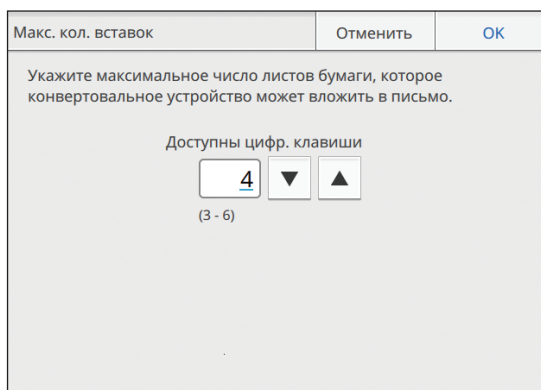 Макс. кол. вставок
Отменить
OK
Укажите максимальное число листов бумаги, которое
конвертовальное устройство может вложить в письмо.
Доступны цифр. клавиши
4
(3 - 6)